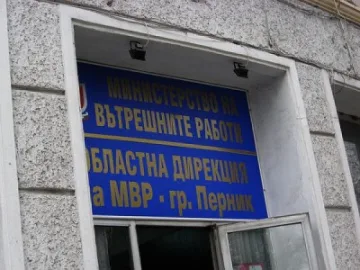 МИНИСТЕРСТВО НА
ВЪТРЕШНИТЕ РАБОТИ
ОБЛАСТНА ДИРЕКЦИЯ
на МВР - гр. Перник